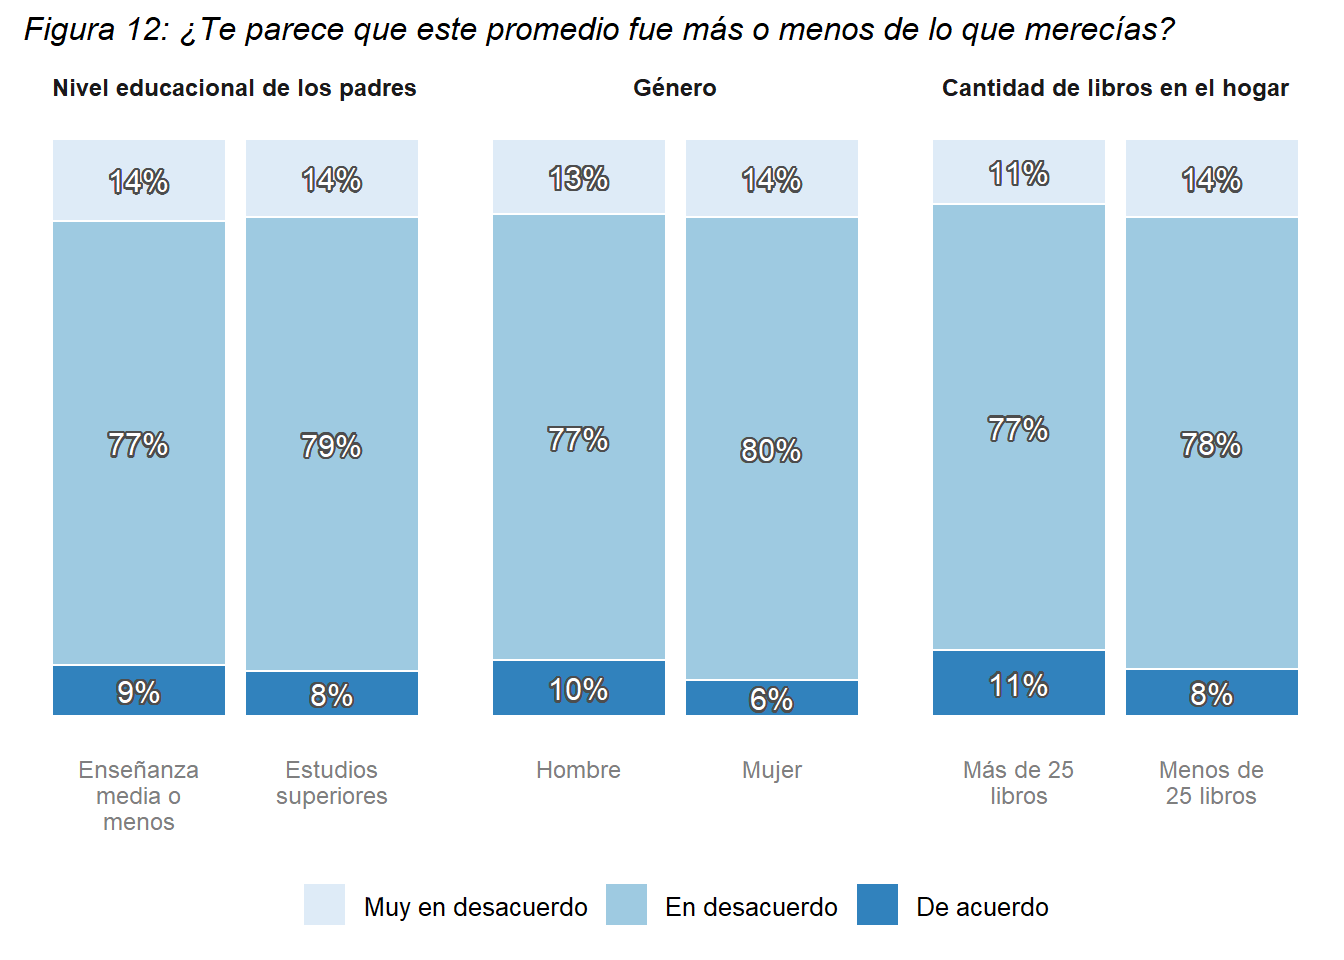 Figura 12: ¿Te parece que este promedio fue más o menos de lo que merecías?
Nivel educacional de los padres
Género
Cantidad de libros en el hogar
14%
14%
13%
14%
11%
14%
77%
79%
77%
80%
77%
78%
9%
8%
10%
6%
11%
8%
Enseñanza
media o
menos
Estudios
superiores
Hombre
Mujer
Más de 25
libros
Menos de
25 libros
Muy en desacuerdo
En desacuerdo
De acuerdo